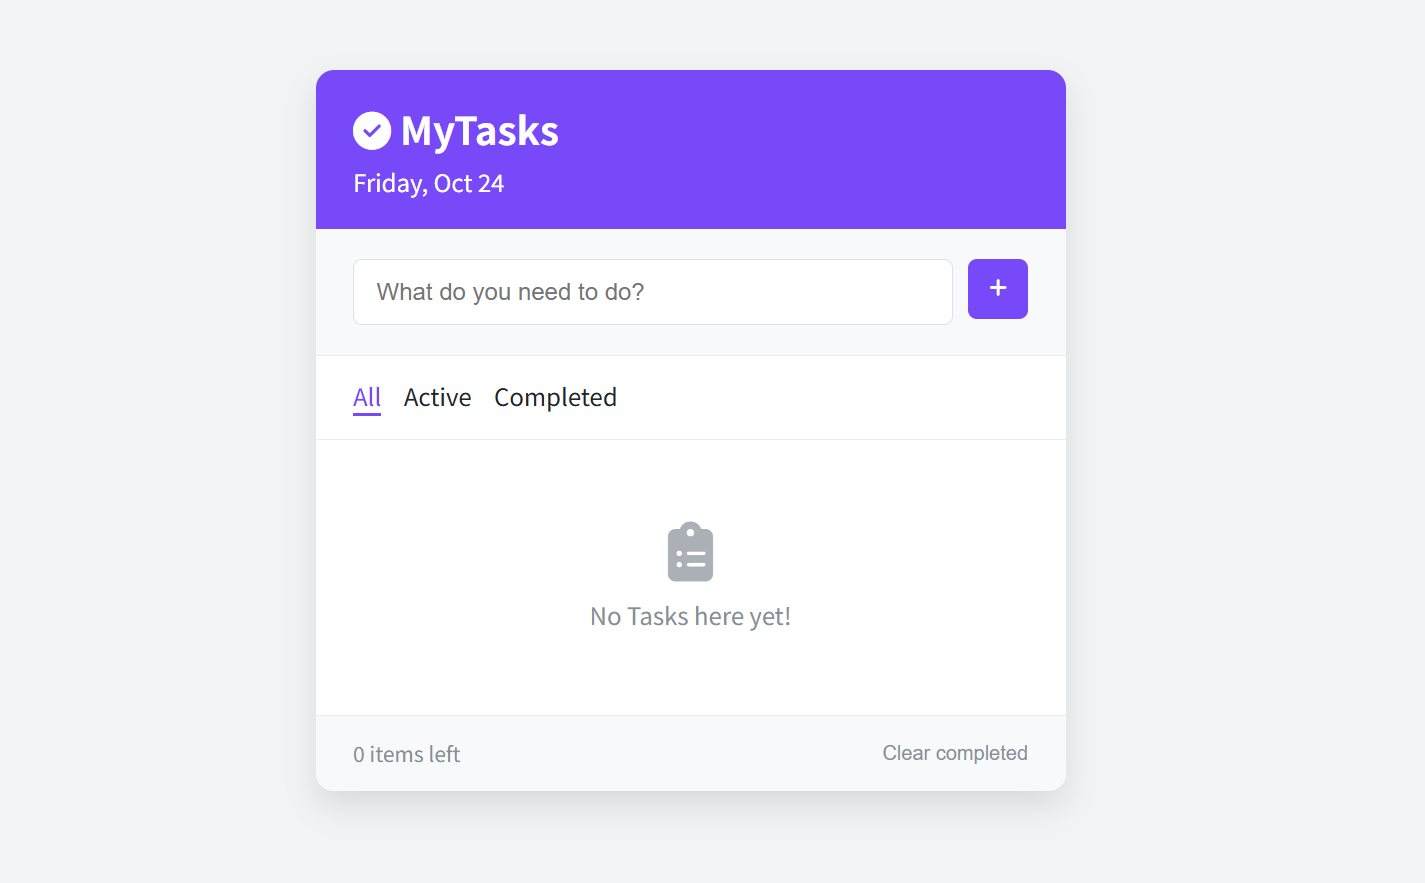 MyTasks
Friday, Oct 24
What do you need to do?
+
All Active Completed
No Tasks here yet!
0 items left Clear completed